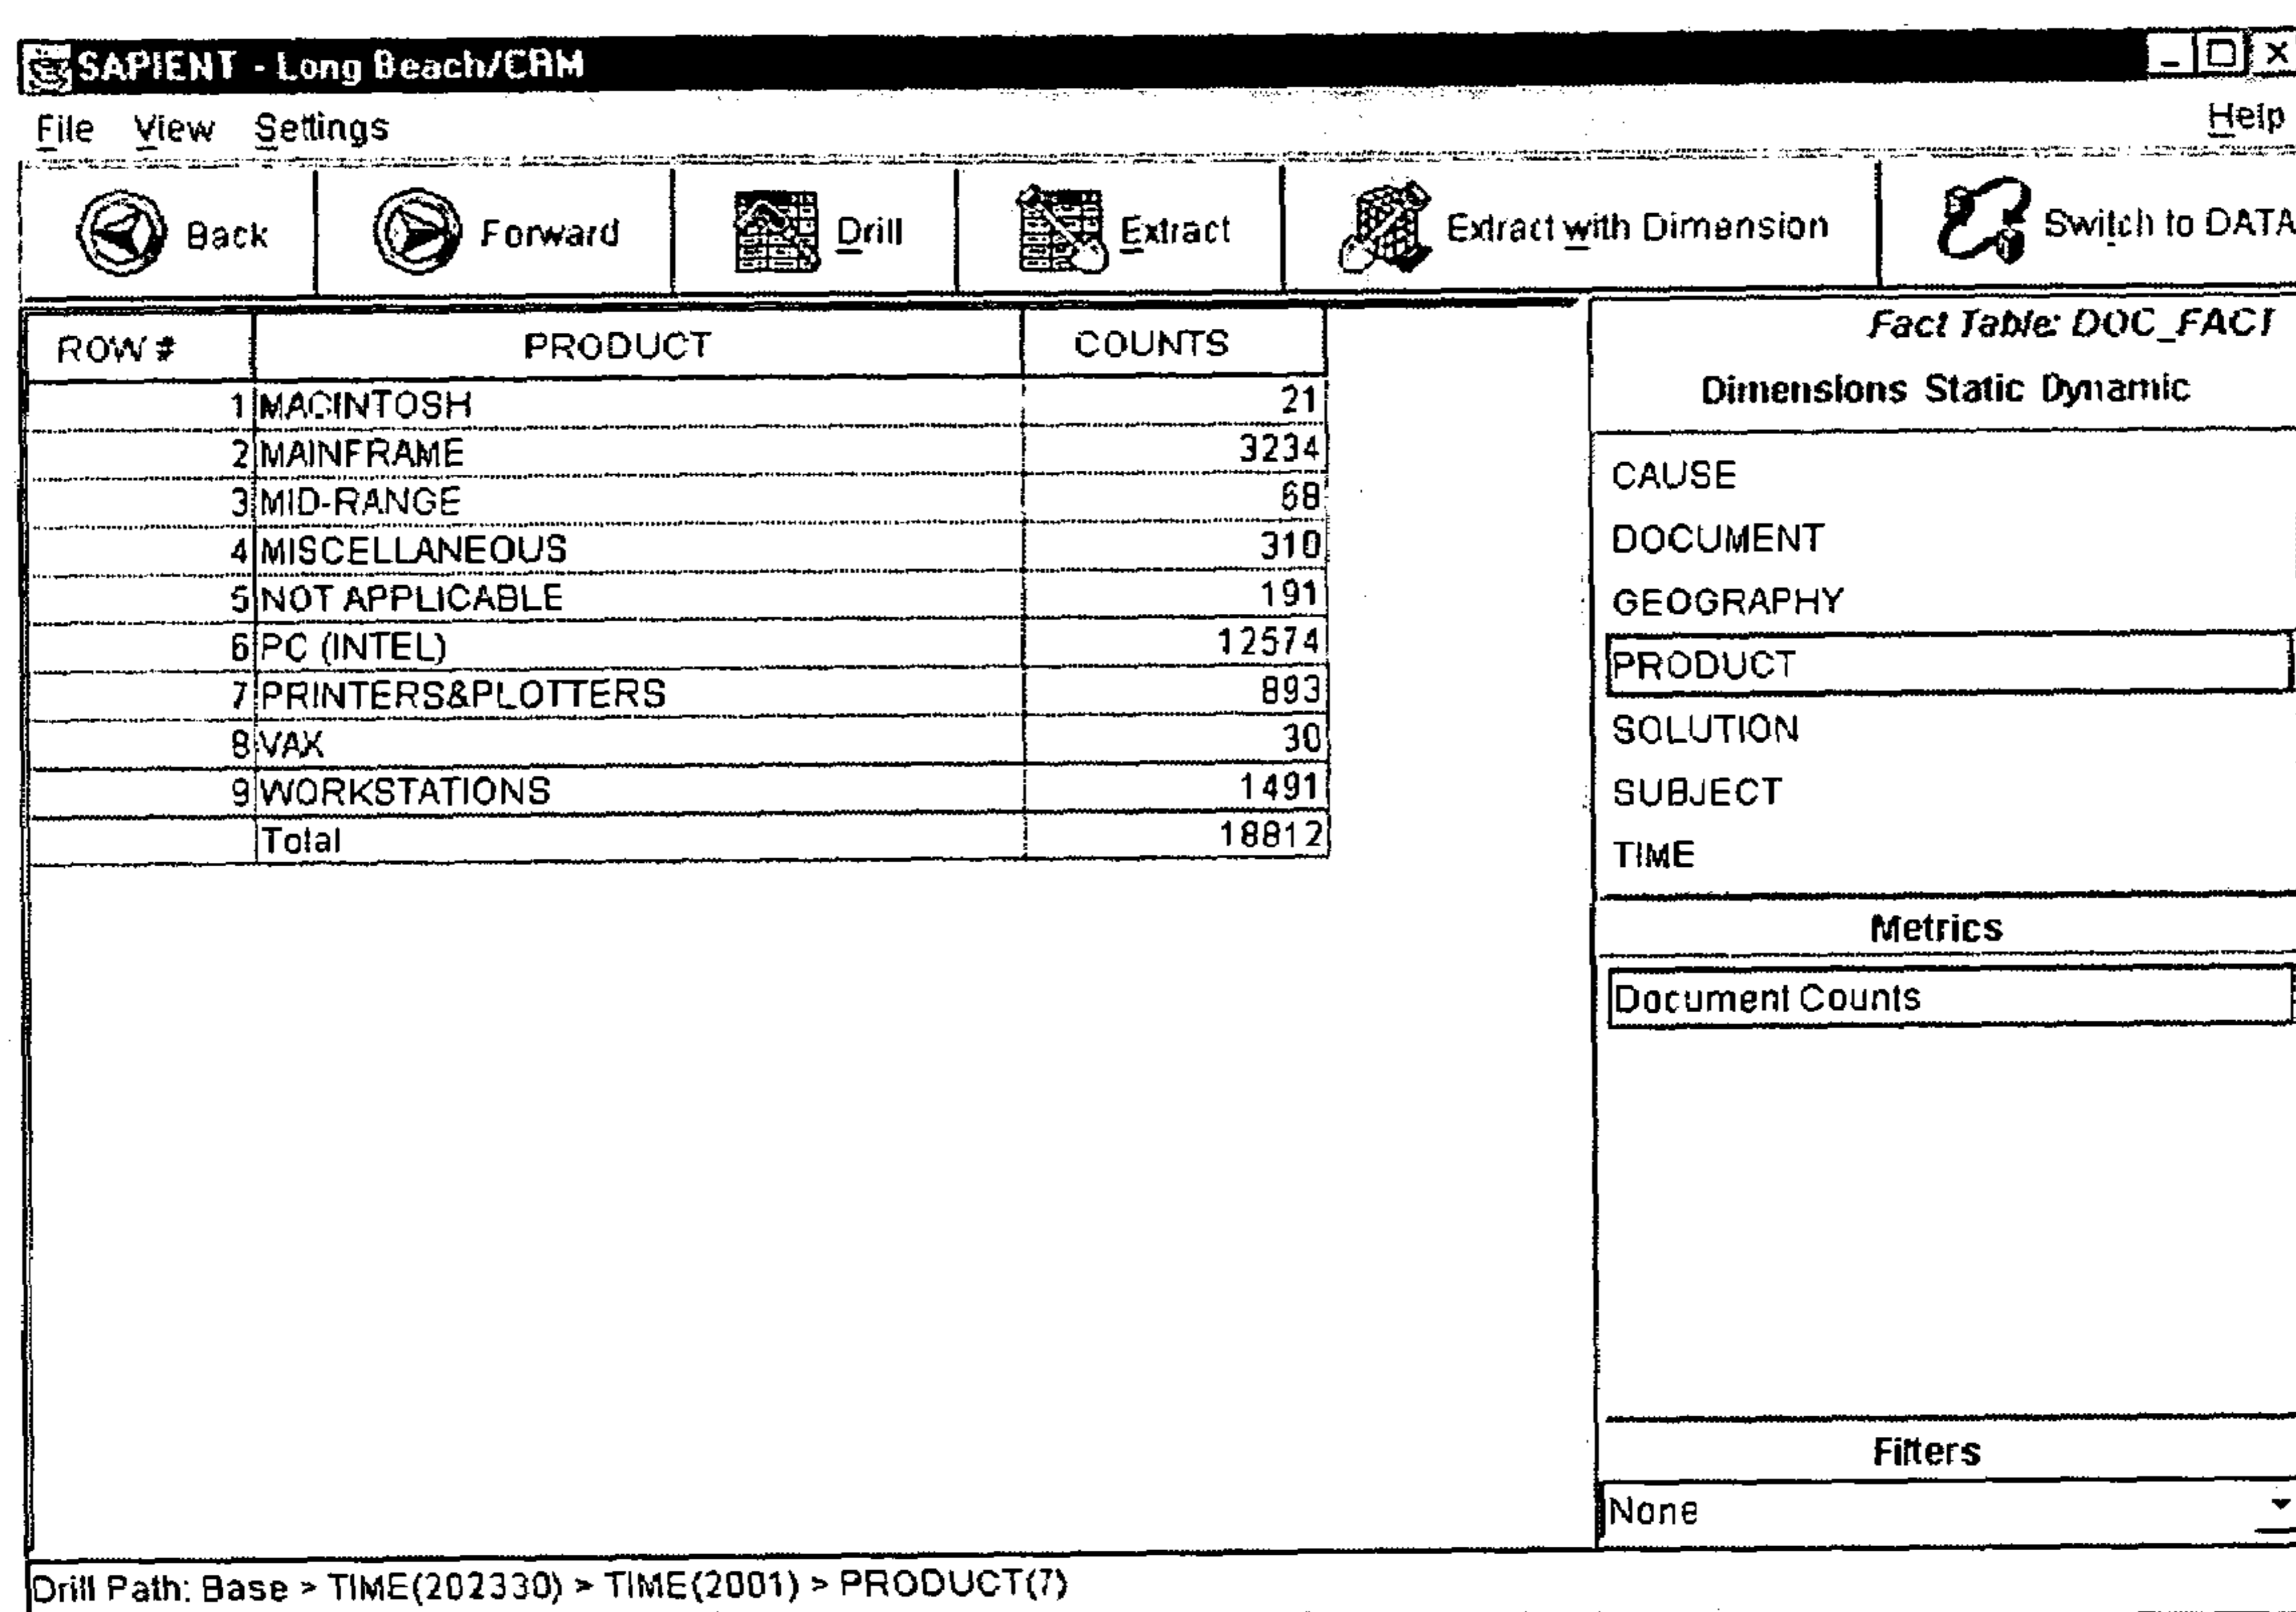 SAPIENT - Long Beach/CRM
File View Settings Help
Back Forward Drill Extract Extract with Dimension Switch to DATA
ROW # PRODUCT COUNTS
1 MACINTOSH 21
2 MAINFRAME 3234
3 MID-RANGE 68
4 MISCELLANEOUS 310
5 NOT APPLICABLE 191
6 PC (INTEL) 12574
7 PRINTERS&PLOTTERS 893
8 VAX 30
9 WORKSTATIONS 1491
Total 18812
Fact Table: DOC_FACT
Dimensions Static Dynamic
CAUSE
DOCUMENT
GEOGRAPHY
PRODUCT
SOLUTION
SUBJECT
TIME
Metrics
Document Counts
Filters
None
Drill Path: Base > TIME(202330) > TIME(2001) > PRODUCT(7)